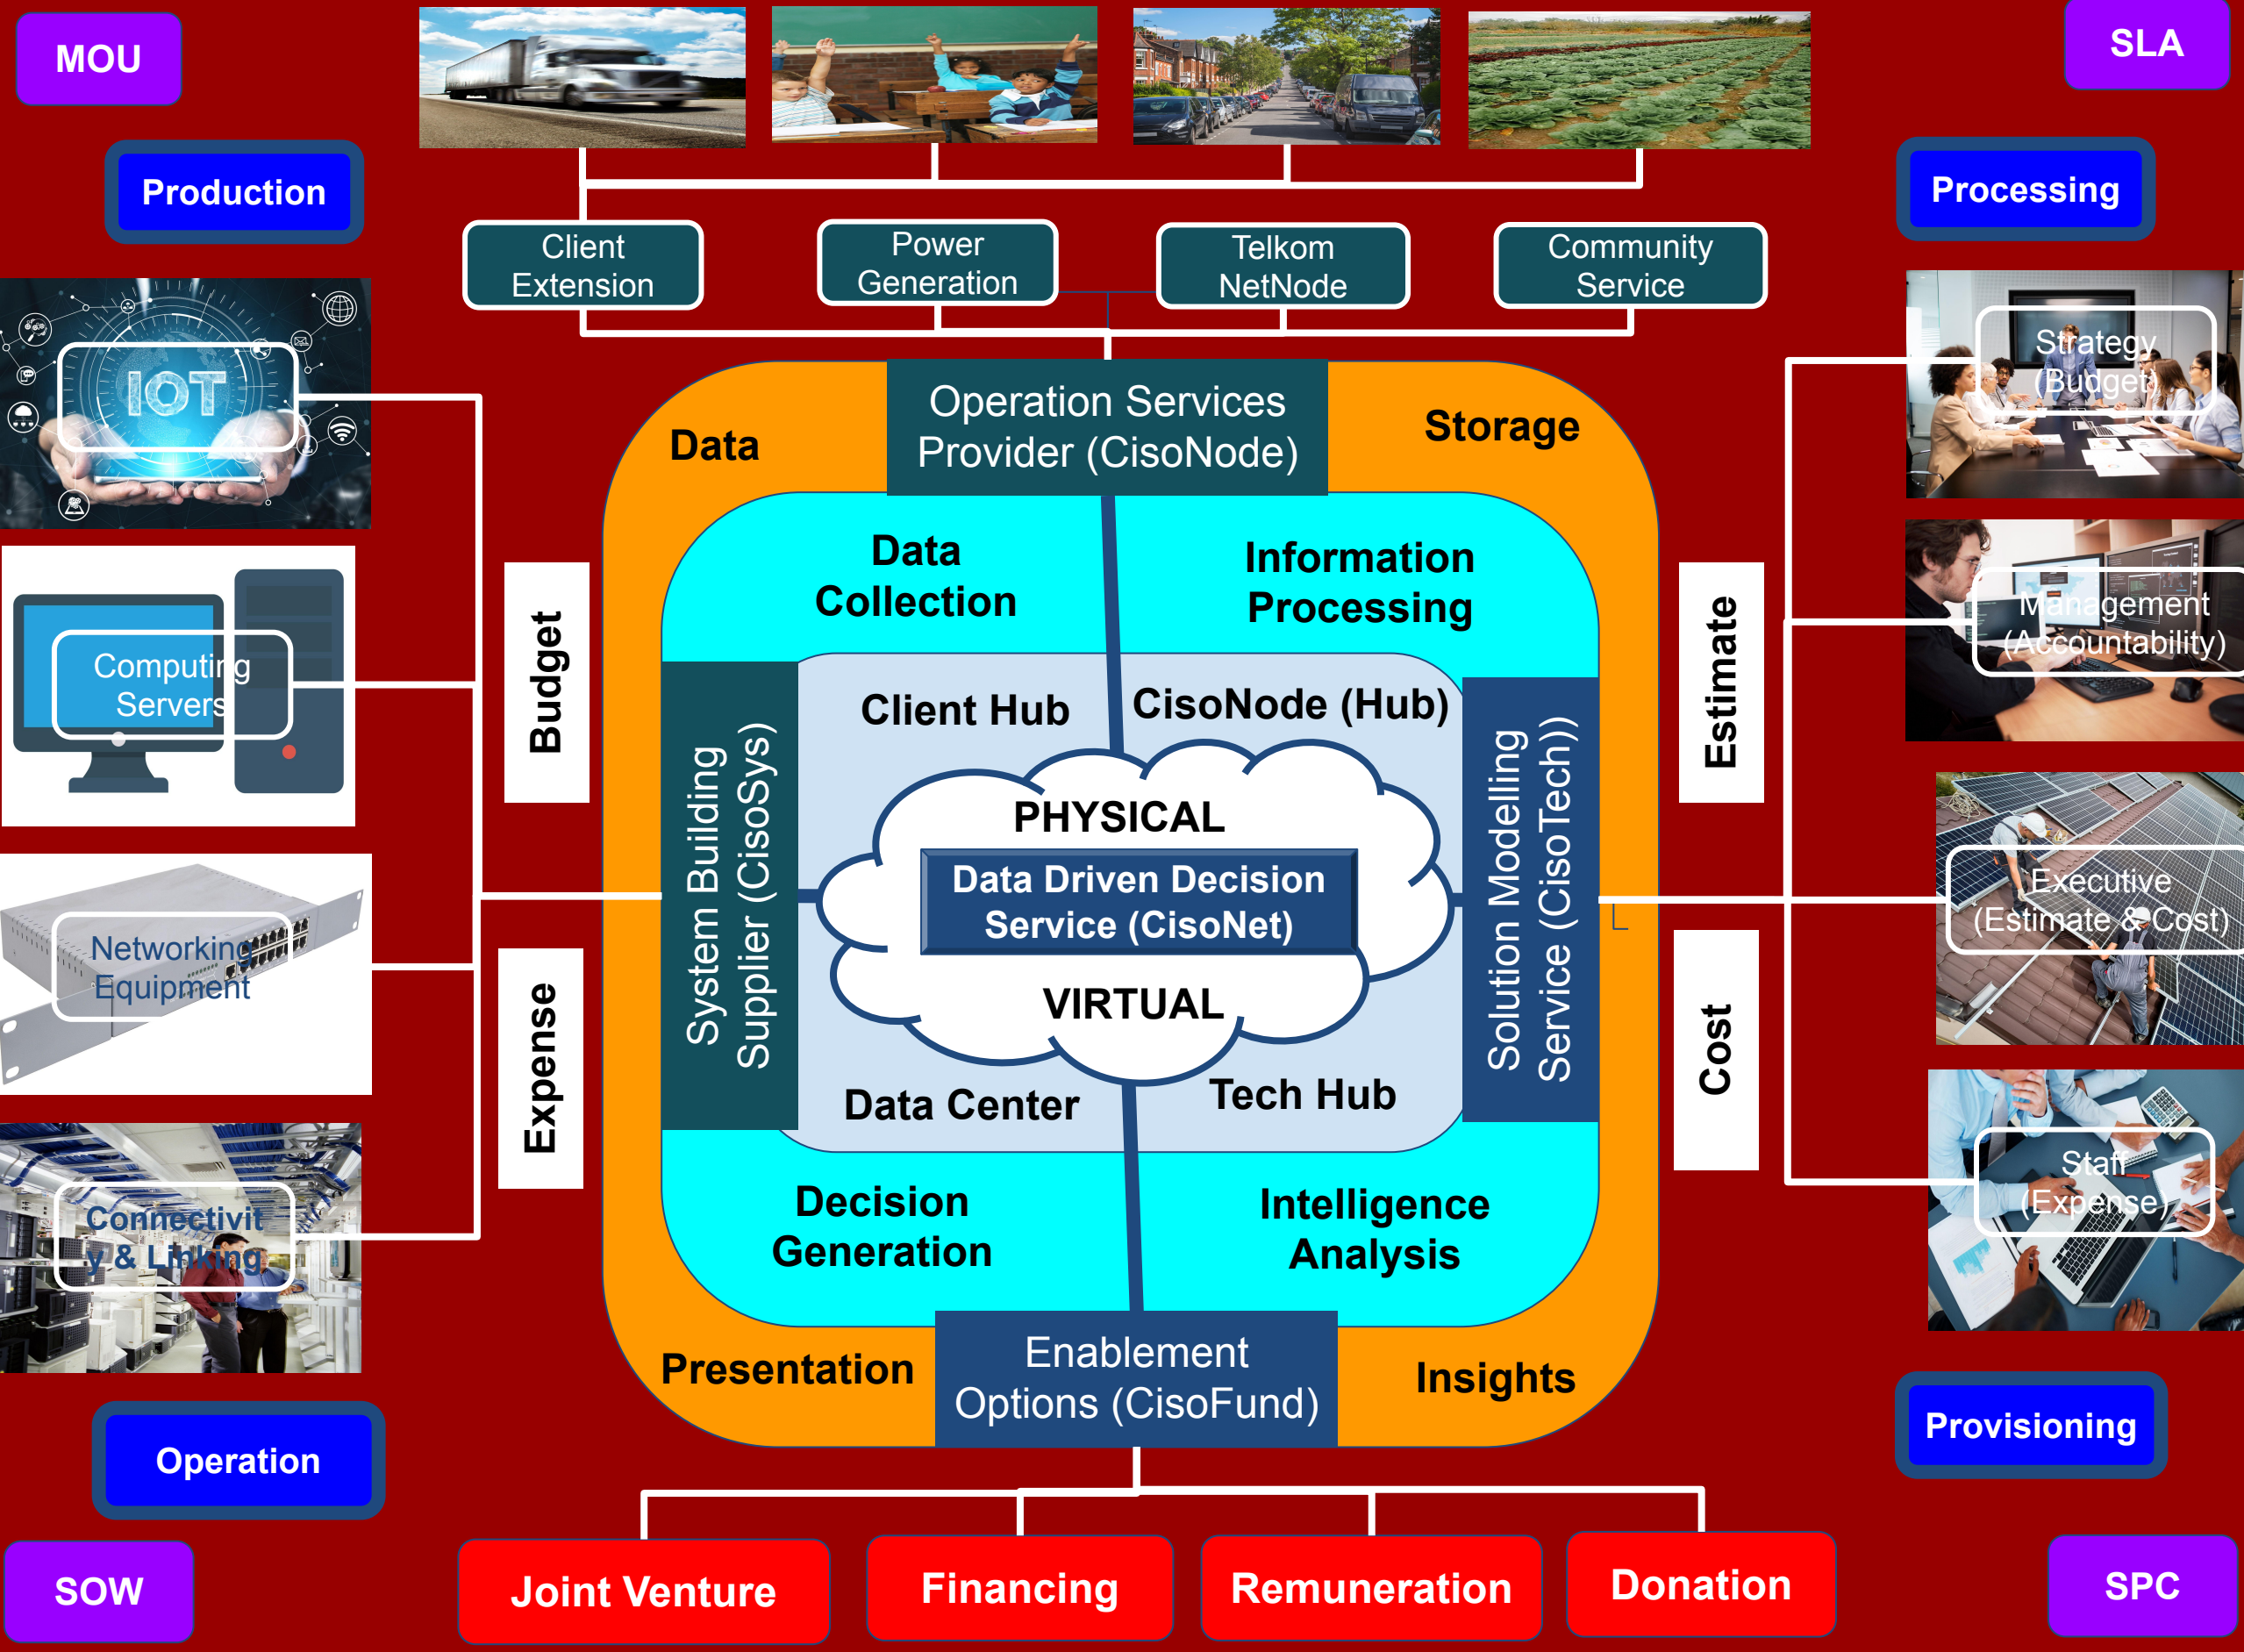 MOU
SLA
Production
Processing
Client
Extension
Power
Generation
Telkom
NetNode
Community
Service
IOT
Computing
Servers
Networking
Equipment
Connectivit
y & Linking
Budget
Expense
Data
Storage
Operation Services
Provider (CisoNode)
Data
Collection
Information
Processing
Client Hub
CisoNode (Hub)
System Building
Supplier (CisoSys)
PHYSICAL
Data Driven Decision
Service (CisoNet)
VIRTUAL
Solution Modelling
Service (CisoTech))
Data Center
Tech Hub
Decision
Generation
Intelligence
Analysis
Presentation
Insights
Enablement
Options (CisoFund)
Estimate
Cost
Strategy
(Budget)
Management
(Accountability)
Executive
(Estimate & Cost)
Staff
(Expense)
Operation
Provisioning
SOW
Joint Venture
Financing
Remuneration
Donation
SPC